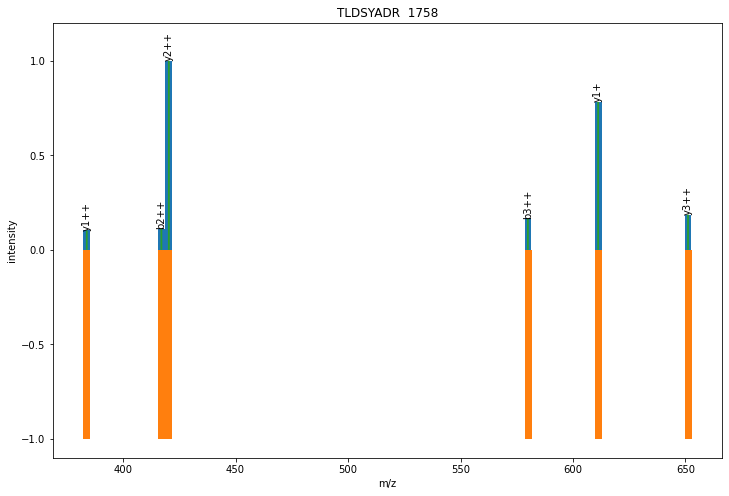 TLDSYADR 1758
y2++
y1+
b2++
y1++
b3++
y3++
1.0
0.5
0.0
−0.5
−1.0
intensity
400 450 500 550 600 650
m/z